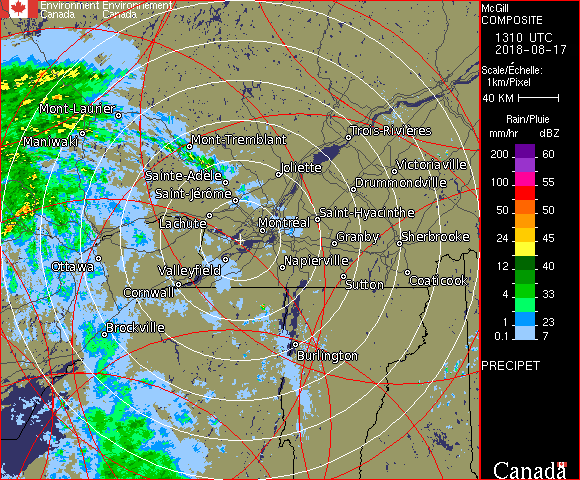 Environment Environnement
Canada Canada
McGill
COMPOSITE
1310 UTC
2018-08-17
Scale/Échelle:
1km/Pixel
40 KM
Rain/Pluie
mm/hr dBZ
200 60
100 55
50 50
24 45
12 40
4 33
1 23
0.1 7
PRECIPET
Canada
Mont-Laurier
Maniwaki
Mont-Tremblant
Trois-Rivières
Sainte-Adèle
Joliette
Victoriaville
Saint-Jérôme
Drummondville
Lachute
Saint-Hyacinthe
Montréal
Granby
Sherbrooke
Ottawa
Valleyfield
Napierville
Cornwall
Sutton
Coaticook
Brockville
Burlington